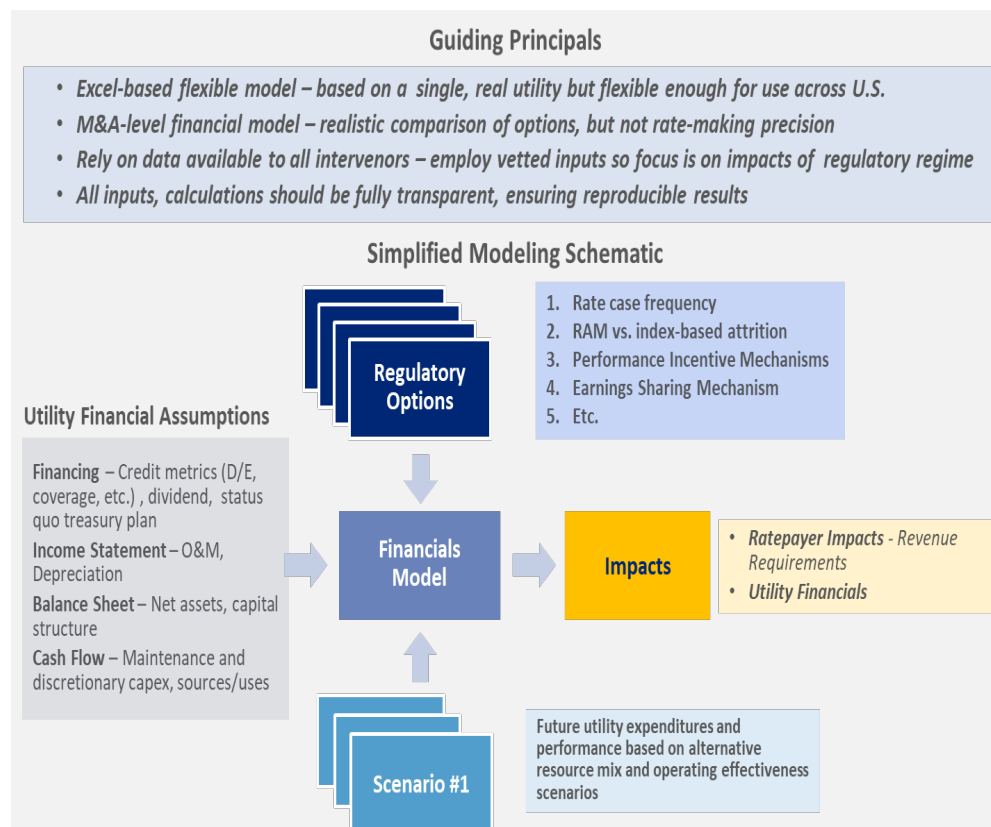 Guiding Principals
• Excel-based flexible model – based on a single, real utility but flexible enough for use across U.S.
• M&A-level financial model – realistic comparison of options, but not rate-making precision
• Rely on data available to all intervenors – employ vetted inputs so focus is on impacts of regulatory regime
• All inputs, calculations should be fully transparent, ensuring reproducible results
Simplified Modeling Schematic
Regulatory
Options
1. Rate case frequency
2. RAM vs. index-based attrition
3. Performance Incentive Mechanisms
4. Earnings Sharing Mechanism
5. Etc.
Utility Financial Assumptions
Financing – Credit metrics (D/E,
coverage, etc.) , dividend, status
quo treasury plan
Income Statement – O&M,
Depreciation
Balance Sheet – Net assets, capital
structure
Cash Flow – Maintenance and
discretionary capex, sources/uses
Financials
Model
Impacts
• Ratepayer Impacts - Revenue
Requirements
• Utility Financials
Scenario #1
Future utility expenditures and
performance based on alternative
resource mix and operating effectiveness
scenarios